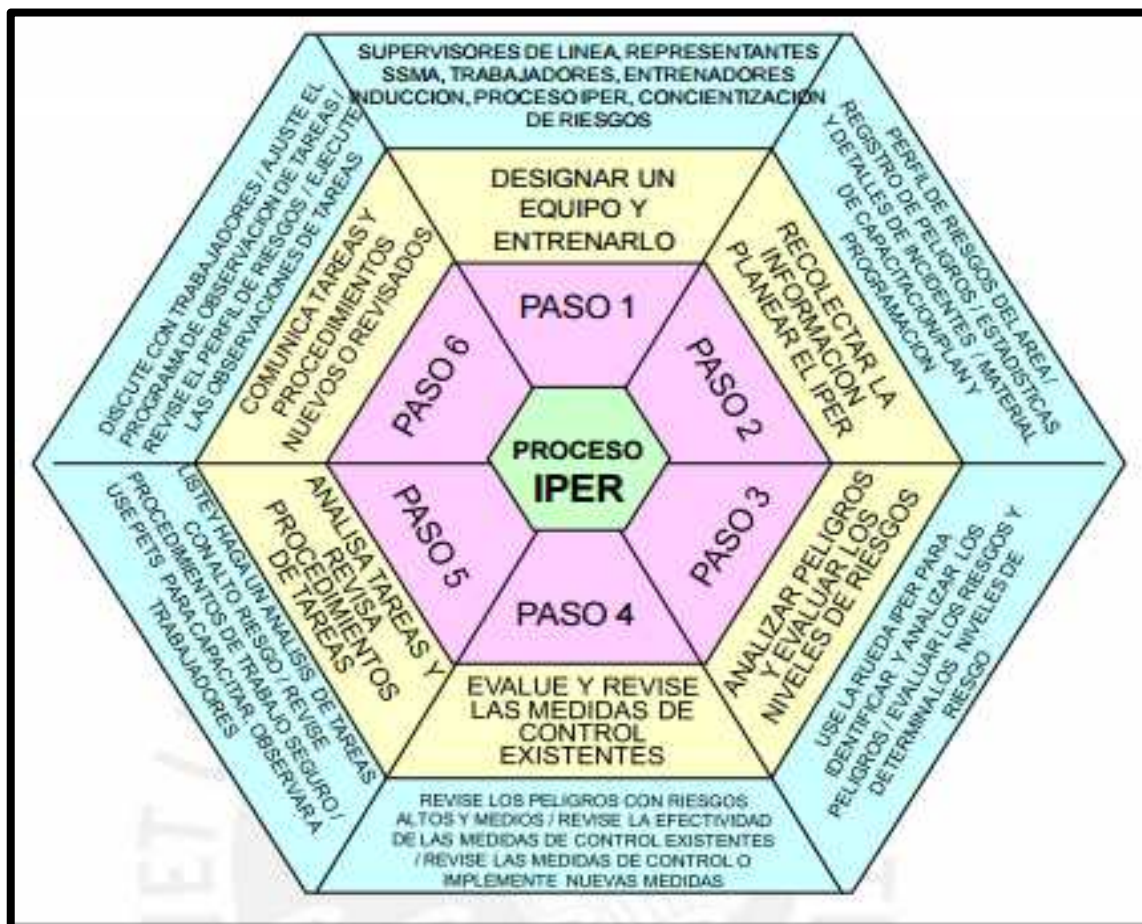 PROCESO
IPER
PASO 1
DESIGNAR UN
EQUIPO Y
ENTRENARLO
SUPERVISORES DE LINEA, REPRESENTANTES
SSMA, TRABAJADORES, ENTRENADORES
INDUCCION, PROCESO IPER, CONCIENTIZACION
DE RIESGOS
PASO 2
RECOLECTAR LA
INFORMACION
PLANEAR EL IPER
PERFIL DE RIESGOS DEL AREA /
REGISTRO DE PELIGROS / ESTADISTICAS
Y DETALLES DE INCIDENTES / MATERIAL
DE CAPACITACION/PLAN Y
PROGRAMACION
PASO 3
ANALIZAR PELIGROS
Y EVALUAR LOS
NIVELES DE RIESGOS
USE LA RUEDA IPER PARA
IDENTIFICAR Y ANALIZAR LOS
PELIGROS / EVALUAR LOS RIESGOS Y
DETERMINA LOS NIVELES DE
RIESGO
PASO 4
EVALUE Y REVISE
LAS MEDIDAS DE
CONTROL
EXISTENTES
REVISE LOS PELIGROS CON RIESGOS
ALTOS Y MEDIOS / REVISE LA EFECTIVIDAD
DE LAS MEDIDAS DE CONTROL EXISTENTES
/ REVISE LAS MEDIDAS DE CONTROL O
IMPLEMENTE NUEVAS MEDIDAS
PASO 5
ANALISA TAREAS Y
REVISA
PROCEDIMIENTOS
DE TAREAS
LISTE Y HAGA UN ANALISIS DE TAREAS
CON ALTO RIESGO / REVISE
PROCEDIMIENTOS DE TRABAJO SEGURO /
USE PETS PARA CAPACITAR, OBSERVAR A
TRABAJADORES
PASO 6
COMUNICA TAREAS Y
PROCEDIMIENTOS
NUEVOS O REVISADOS
DISCUTE CON TRABAJADORES / AJUSTE EL
PROGRAMA DE OBSERVACION DE TAREAS /
REVISE EL PERFIL DE RIESGOS / EJECUTE
LAS OBSERVACIONES DE TAREAS